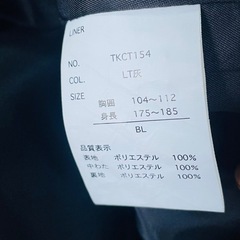 LINER
NO. TKCT154
COL. LT灰
SIZE 胸囲 104～112
身長 175～185
BL
品質表示
表地 ポリエステル 100%
中わた ポリエステル 100%
裏地 ポリエステル 100%